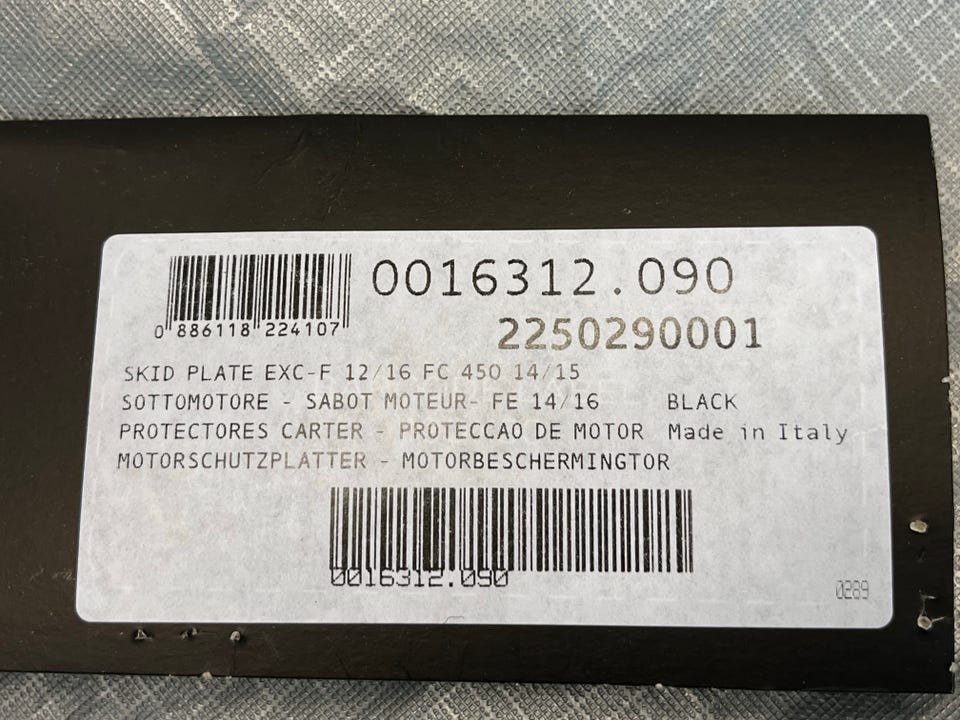 0016312.090
0 886118 224107
2250290001
SKID PLATE EXC-F 12/16 FC 450 14/15
SOTTOMOTORE - SABOT MOTEUR- FE 14/16 BLACK
PROTECTORES CARTER - PROTECCAO DE MOTOR Made in Italy
MOTORSCHUTZPLATTER - MOTORBESCHERMINGTOR
0016312.090
0289